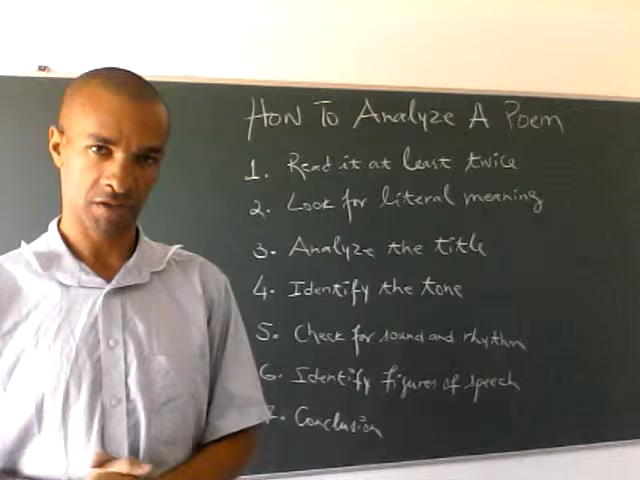 How To Analyze A Poem
1. Read it at least twice
2. Look for literal meaning
3. Analyze the title
4. Identify the tone
5. Check for sound and rhythm
6. Identify figures of speech
7. Conclusion